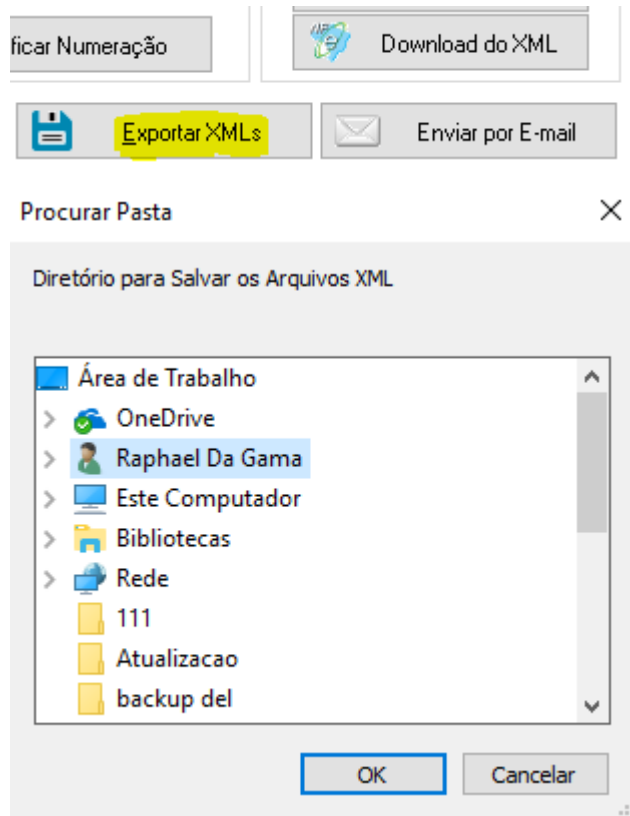 ficar Numeração
Download do XML
Exportar XMLs
Enviar por E-mail
Procurar Pasta
Diretório para Salvar os Arquivos XML
Área de Trabalho
OneDrive
Raphael Da Gama
Este Computador
Bibliotecas
Rede
111
Atualizacao
backup del
OK
Cancelar